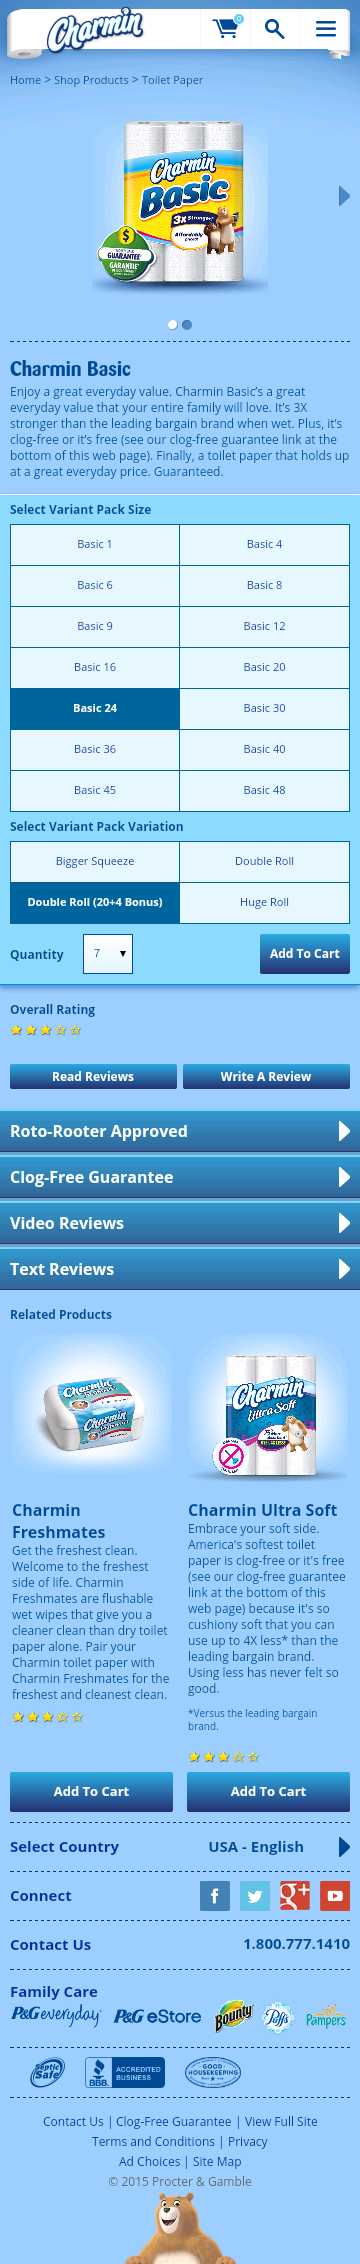 Charmin
0
Home > Shop Products > Toilet Paper
Charmin
Basic
3x Stronger*
Affordably
priced!
$
GUARANTEE
GARANTIE
Charmin Basic
Enjoy a great everyday value. Charmin Basic's a great
everyday value that your entire family will love. It's 3X
stronger than the leading bargain brand when wet. Plus, it's
clog-free or it's free (see our clog-free guarantee link at the
bottom of this web page). Finally, a toilet paper that holds up
at a great everyday price. Guaranteed.
Select Variant Pack Size
Basic 1
Basic 4
Basic 6
Basic 8
Basic 9
Basic 12
Basic 16
Basic 20
Basic 24
Basic 30
Basic 36
Basic 40
Basic 45
Basic 48
Select Variant Pack Variation
Bigger Squeeze
Double Roll
Double Roll (20+4 Bonus)
Huge Roll
Quantity
7
Add To Cart
Overall Rating
Read Reviews
Write A Review
Roto-Rooter Approved
Clog-Free Guarantee
Video Reviews
Text Reviews
Related Products
Charmin
Charmin
Charmin
Ultra Soft
Charmin
Freshmates
Get the freshest clean.
Welcome to the freshest
side of life. Charmin
Freshmates are flushable
wet wipes that give you a
cleaner clean than dry toilet
paper alone. Pair your
Charmin toilet paper with
Charmin Freshmates for the
freshest and cleanest clean.
Charmin Ultra Soft
Embrace your soft side.
America's softest toilet
paper is clog-free or it's free
(see our clog-free guarantee
link at the bottom of this
web page) because it's so
cushiony soft that you can
use up to 4X less* than the
leading bargain brand.
Using less has never felt so
good.
*Versus the leading bargain
brand.
Add To Cart
Add To Cart
Select Country
USA - English
Connect
f
g+
Contact Us
1.800.777.1410
Family Care
P&G everyday
P&G eStore
Bounty
Puffs
Pampers
Septic
Safe
BBB.
ACCREDITED
BUSINESS
GOOD
HOUSEKEEPING
Contact Us | Clog-Free Guarantee | View Full Site
Terms and Conditions | Privacy
Ad Choices | Site Map
© 2015 Procter & Gamble